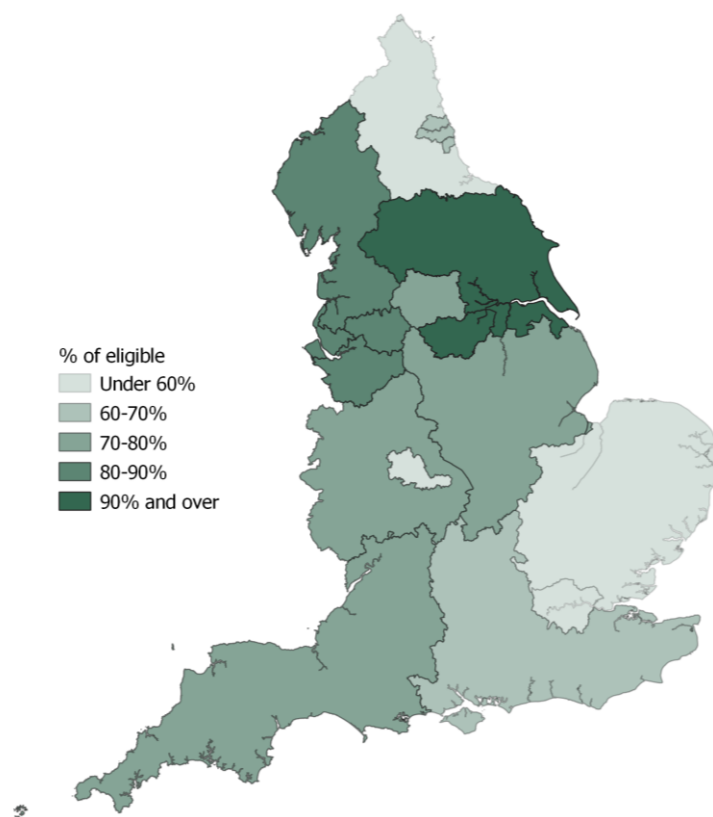 % of eligible
Under 60%
60-70%
70-80%
80-90%
90% and over